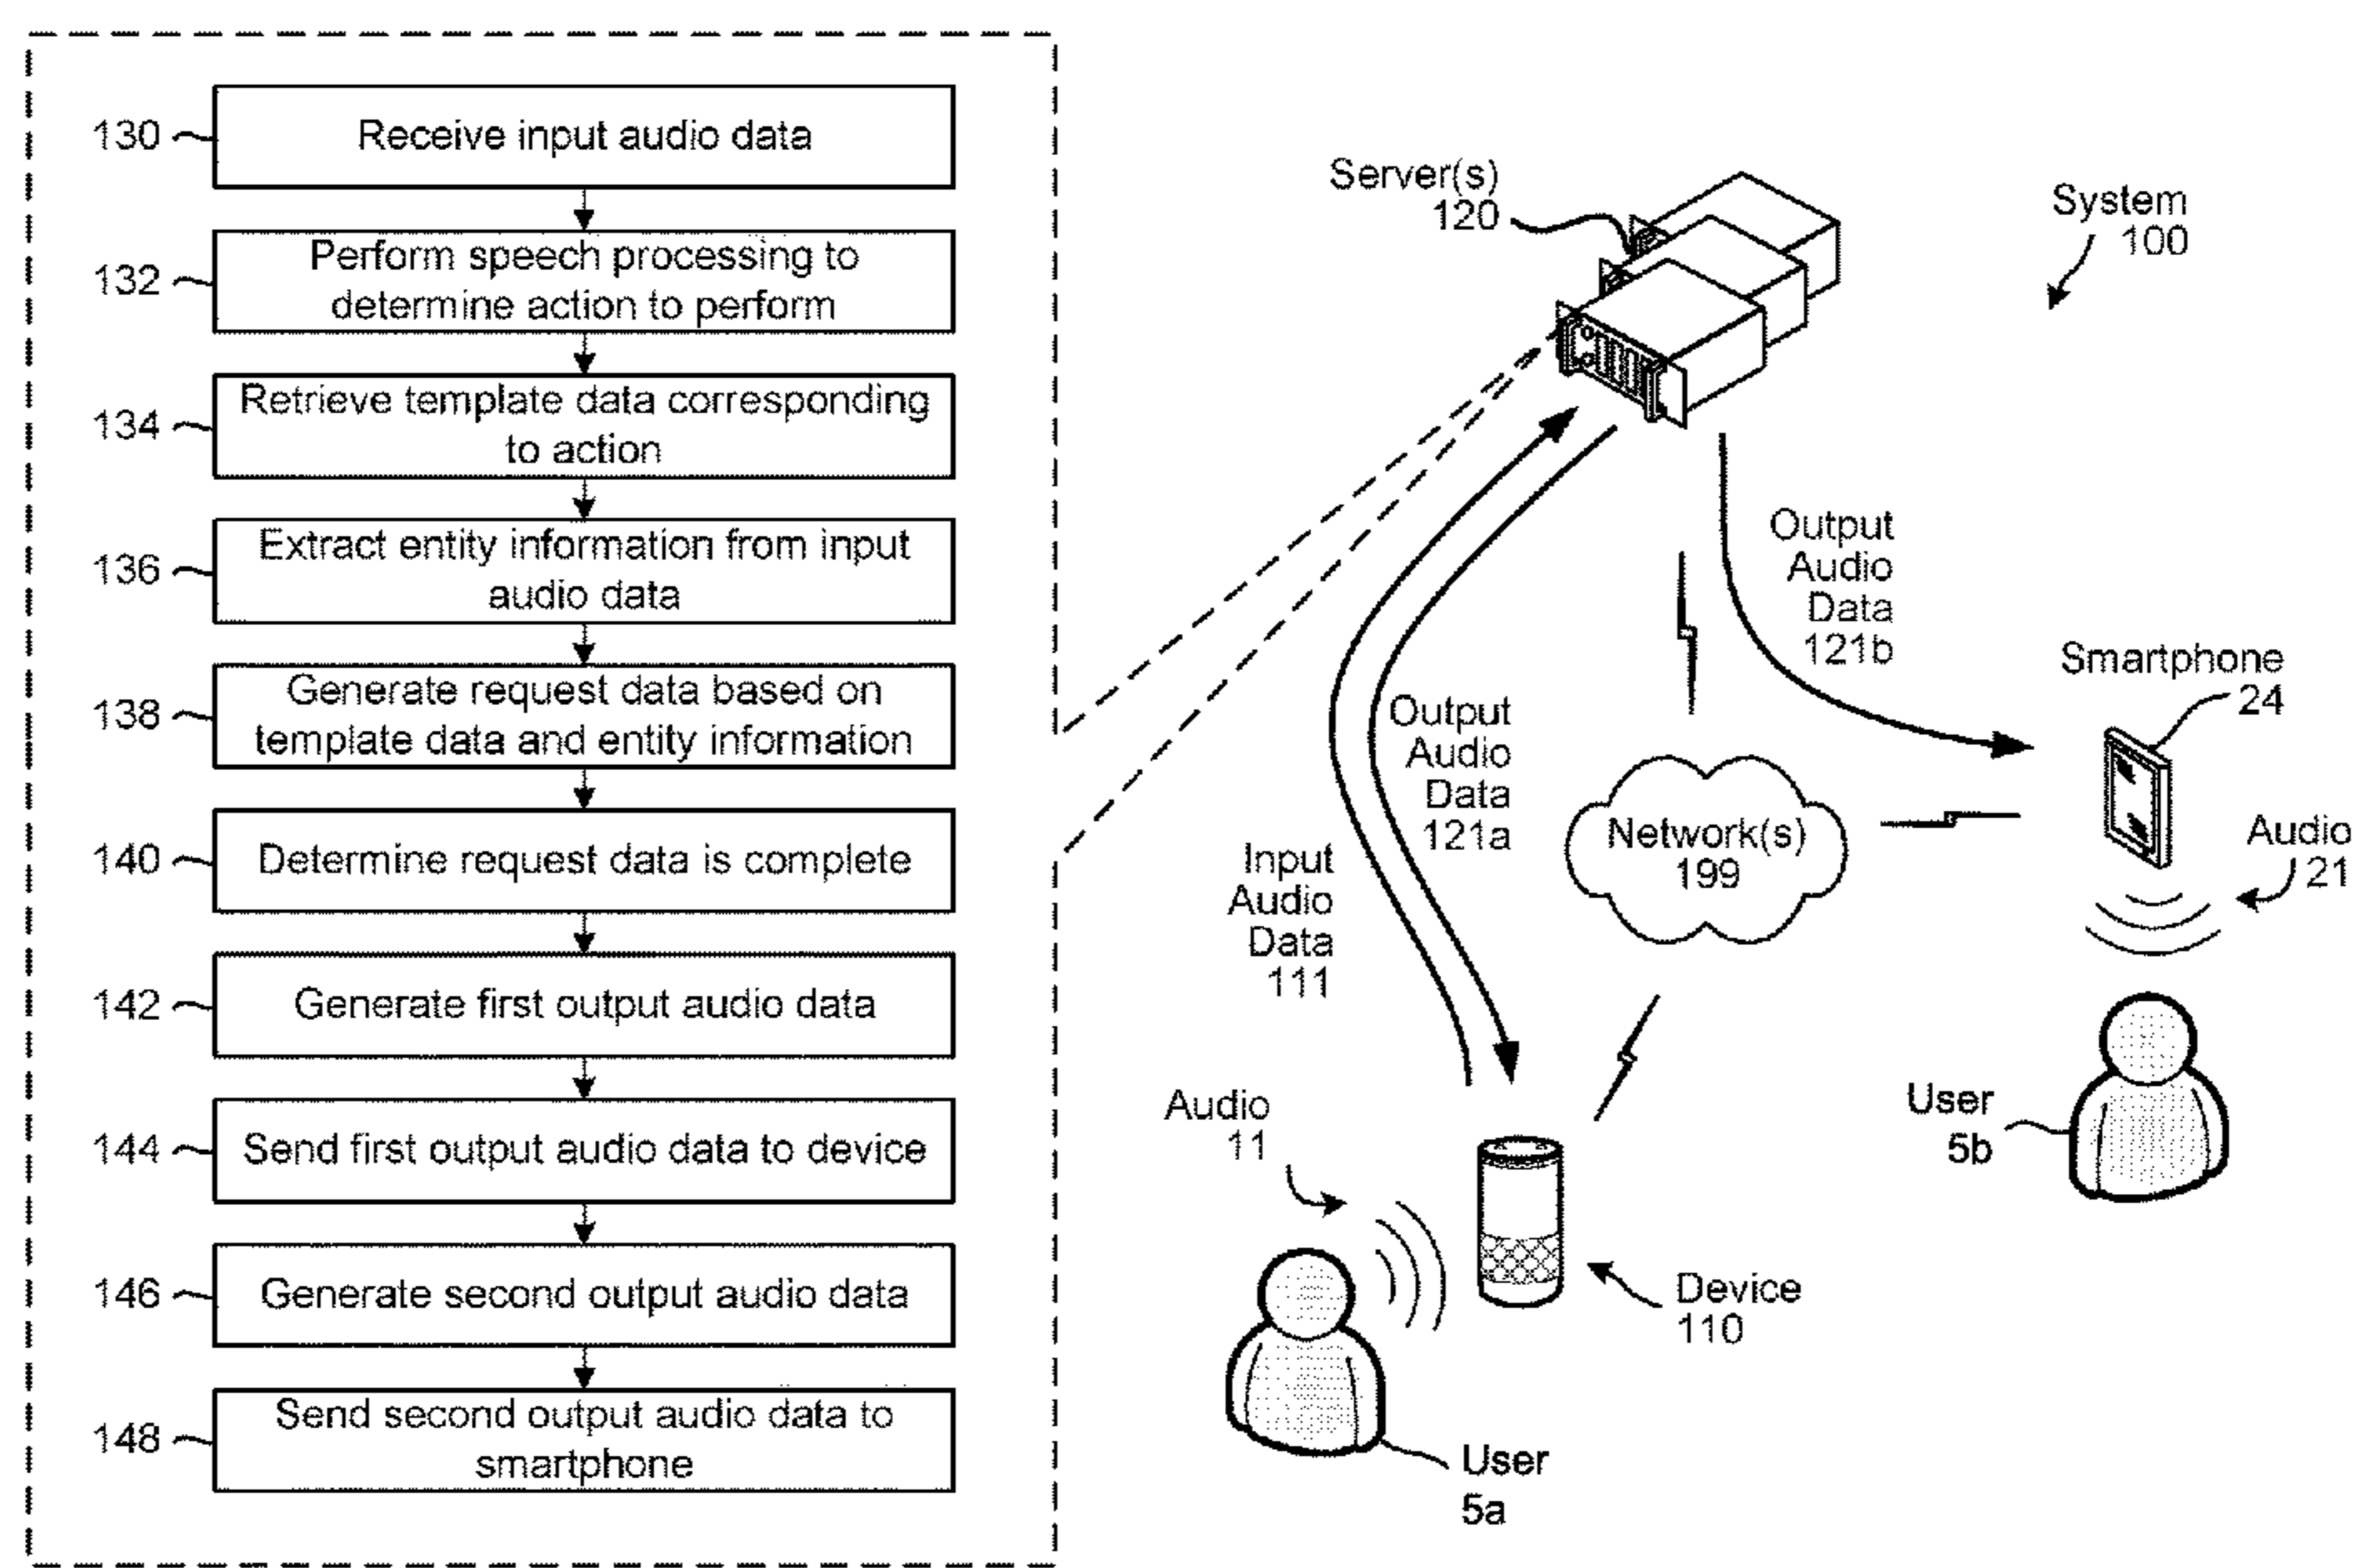 130
Receive input audio data
132
Perform speech processing to
determine action to perform
134
Retrieve template data corresponding
to action
136
Extract entity information from input
audio data
138
Generate request data based on
template data and entity information
140
Determine request data is complete
142
Generate first output audio data
144
Send first output audio data to device
146
Generate second output audio data
148
Send second output audio data to
smartphone
Server(s)
120
System
100
Output
Audio
Data
121b
Smartphone
24
Output
Audio
Data
121a
Network(s)
199
Audio
21
Input
Audio
Data
111
Audio
11
User
5b
Device
110
User
5a